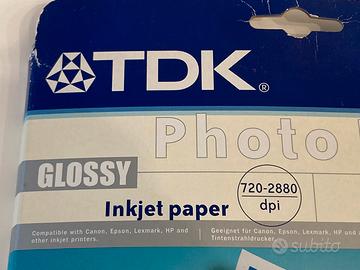 TDK®
Photo
GLOSSY
720-2880
dpi
Inkjet paper
Compatible with Canon, Epson, Lexmark, HP and
other inkjet printers.
Geeignet für Canon, Epson, Lexmark, HP
Tintenstrahldrucker.
subito